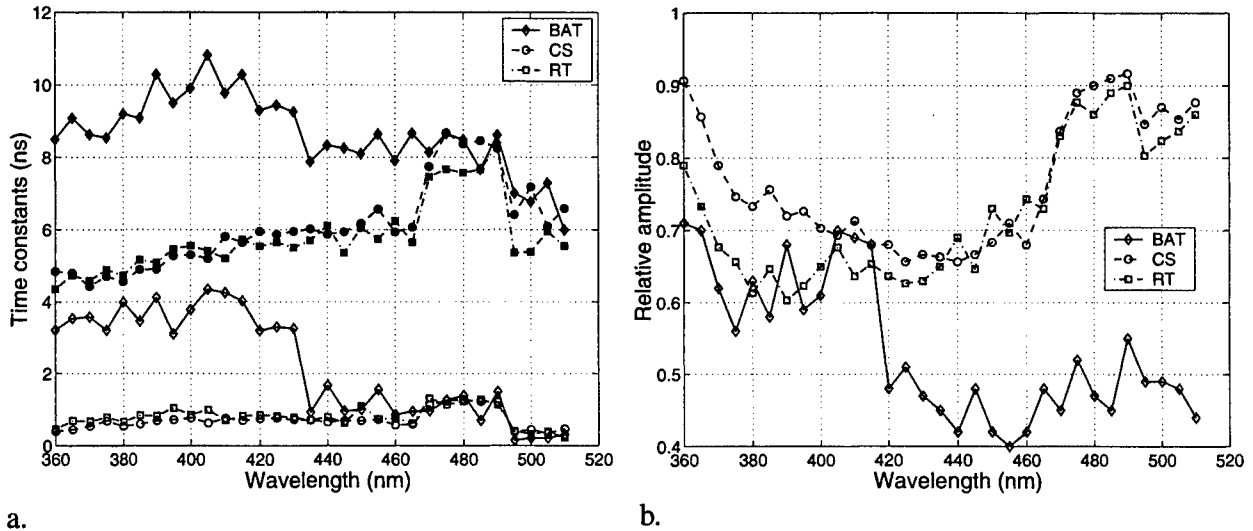 12
10
8
6
4
2
0
Time constants (ns)
BAT
CS
RT
360 380 400 420 440 460 480 500 520
Wavelength (nm)
a.
1
0.9
0.8
0.7
0.6
0.5
0.4
Relative amplitude
BAT
CS
RT
360 380 400 420 440 460 480 500 520
Wavelength (nm)
b.